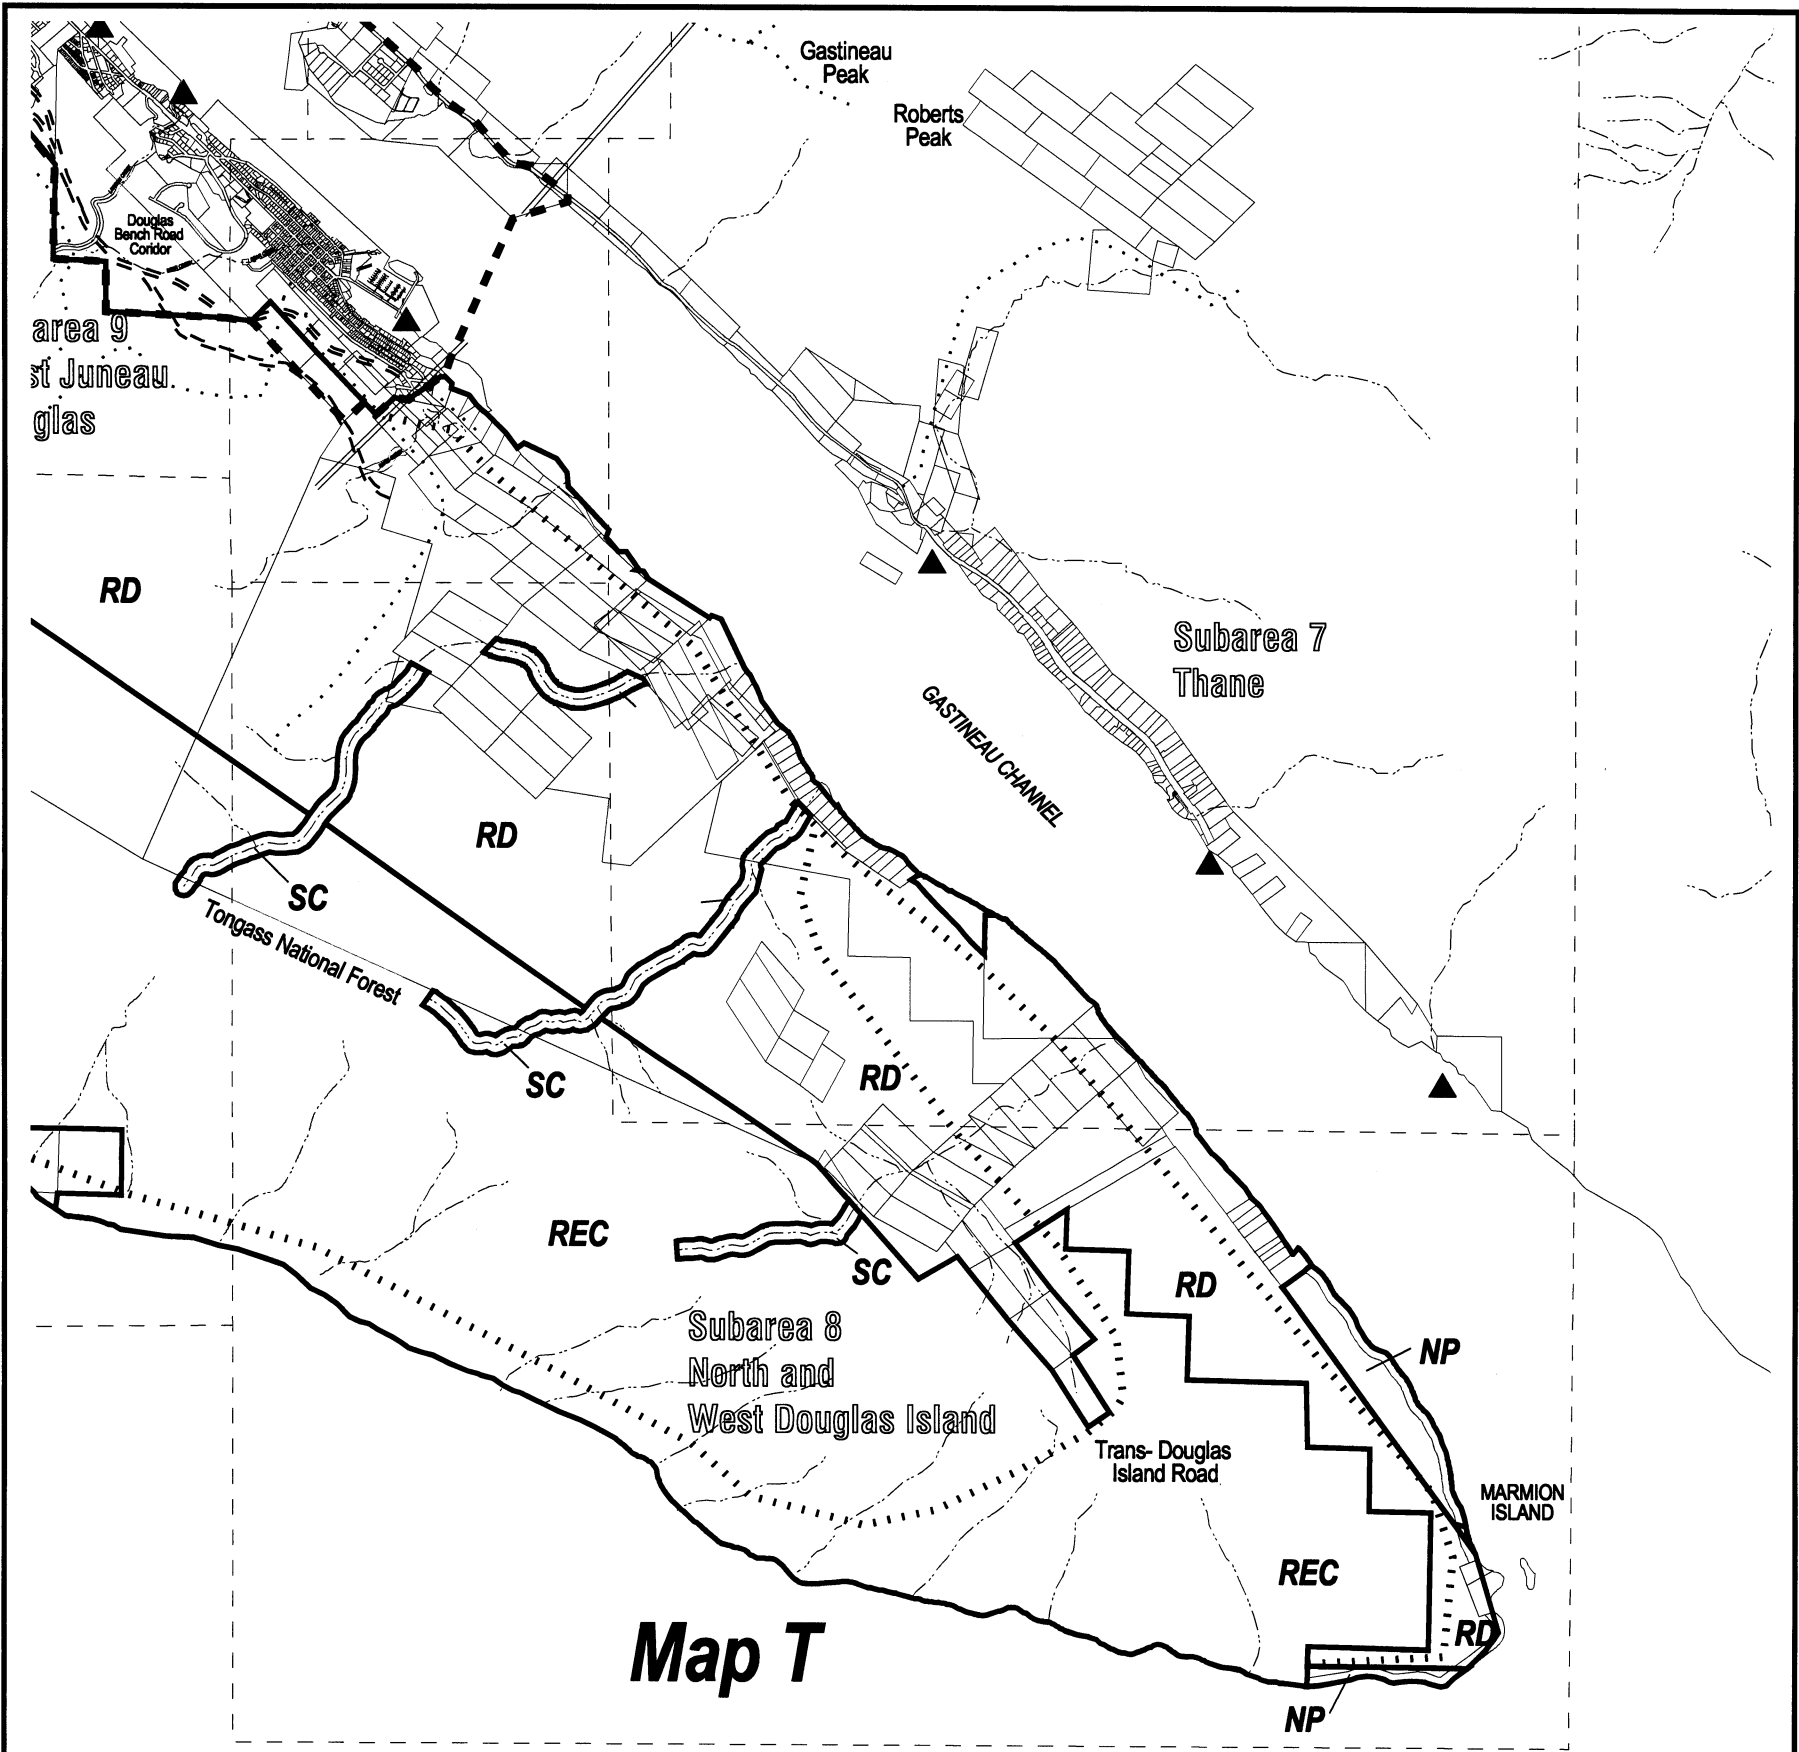 Gastineau
Peak
Roberts
Peak
Douglas
Bench Road
Coridor
area 9
st Juneau
glas
RD
Subarea 7
Thane
GASTINEAU CHANNEL
RD
SC
Tongass National Forest
SC
RD
REC
SC
RD
Subarea 8
North and
West Douglas Island
NP
Trans- Douglas
Island Road
MARMION
ISLAND
REC
RD
Map T
NP